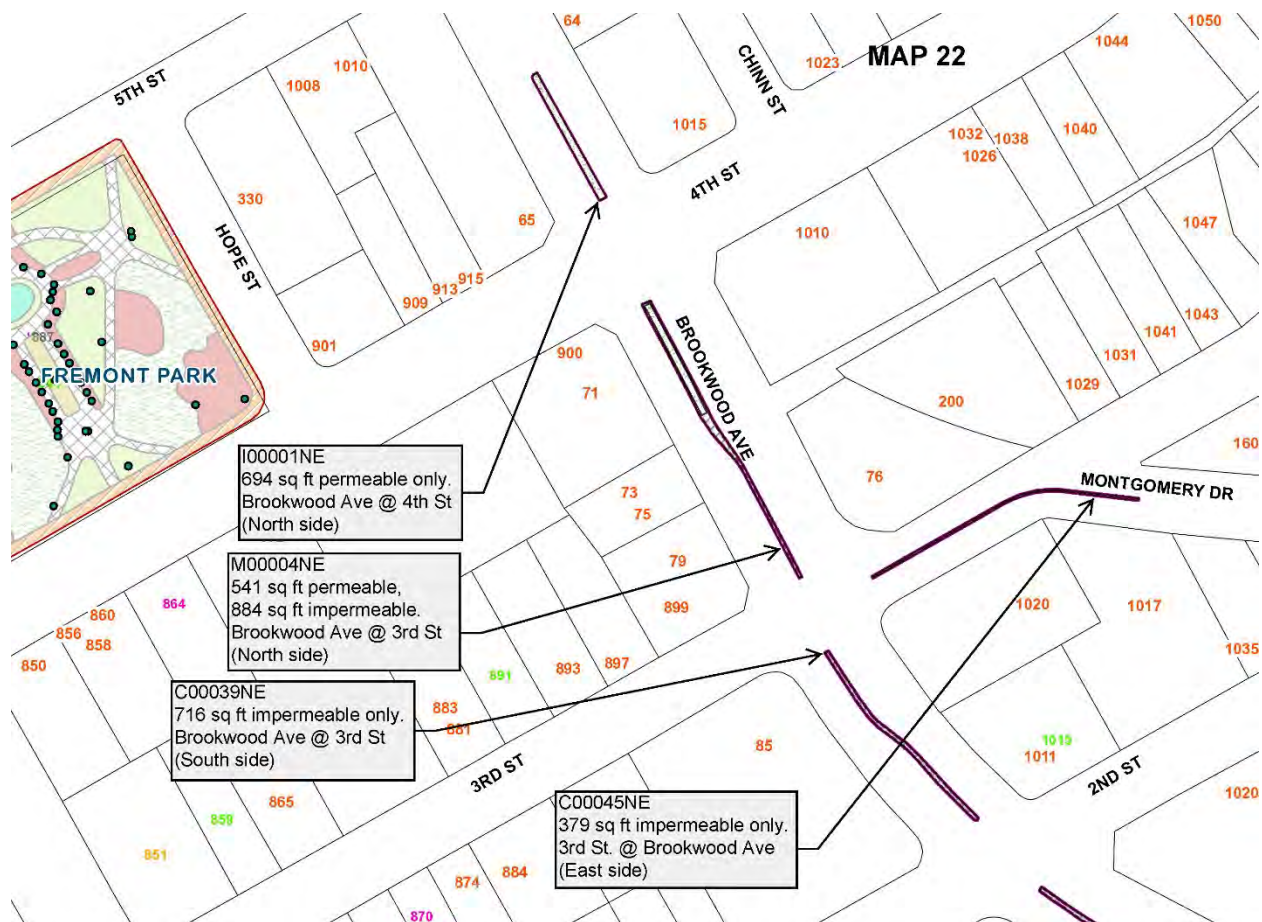 64
1050
1044
MAP 22
1023
CHINN ST
1010
1008
5TH ST
1015
1032
1038
1040
1026
4TH ST
330
65
1010
1047
HOPE ST
915
913
909
1043
1041
1031
1029
901
900
71
BROOKWOOD AVE
200
FREMONT PARK
160
76
MONTGOMERY DR
I00001NE
694 sq ft permeable only.
Brookwood Ave @ 4th St
(North side)
73
75
79
899
M00004NE
541 sq ft permeable,
884 sq ft impermeable.
Brookwood Ave @ 3rd St
(North side)
864
860
856
858
850
1020
1017
1035
891
893
897
883
881
C00039NE
716 sq ft impermeable only.
Brookwood Ave @ 3rd St
(South side)
85
1011
2ND ST
3RD ST
865
859
851
C00045NE
379 sq ft impermeable only.
3rd St. @ Brookwood Ave
(East side)
1020
884
874
870